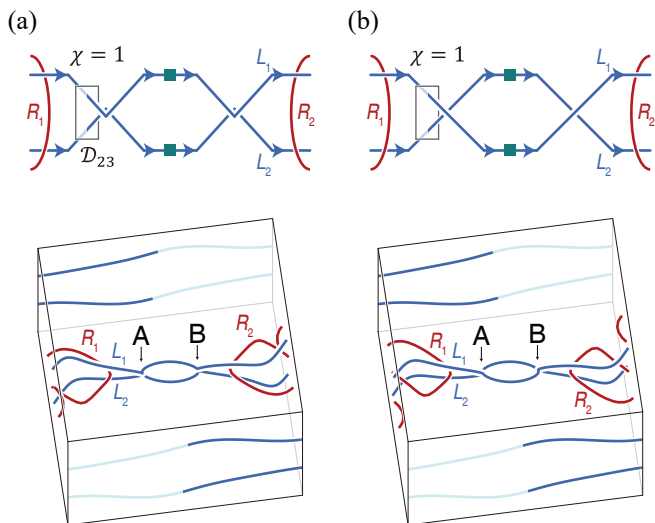 (a)
χ = 1
L₁
R₁
R₂
𝒟₂₃
L₂
A
B
R₁
L₁
R₂
L₂
(b)
χ = 1
L₁
R₁
R₂
L₂
A
B
R₁
L₁
L₂
R₂